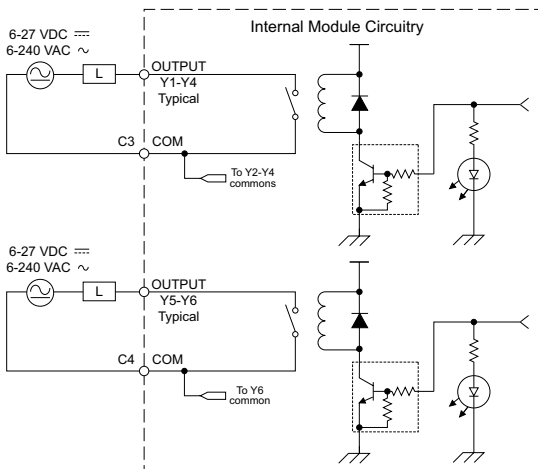 Internal Module Circuitry
6-27 VDC ⎓
6-240 VAC ∿
L
OUTPUT
Y1-Y4
Typical
C3
COM
To Y2-Y4
commons
6-27 VDC ⎓
6-240 VAC ∿
L
OUTPUT
Y5-Y6
Typical
C4
COM
To Y6
common